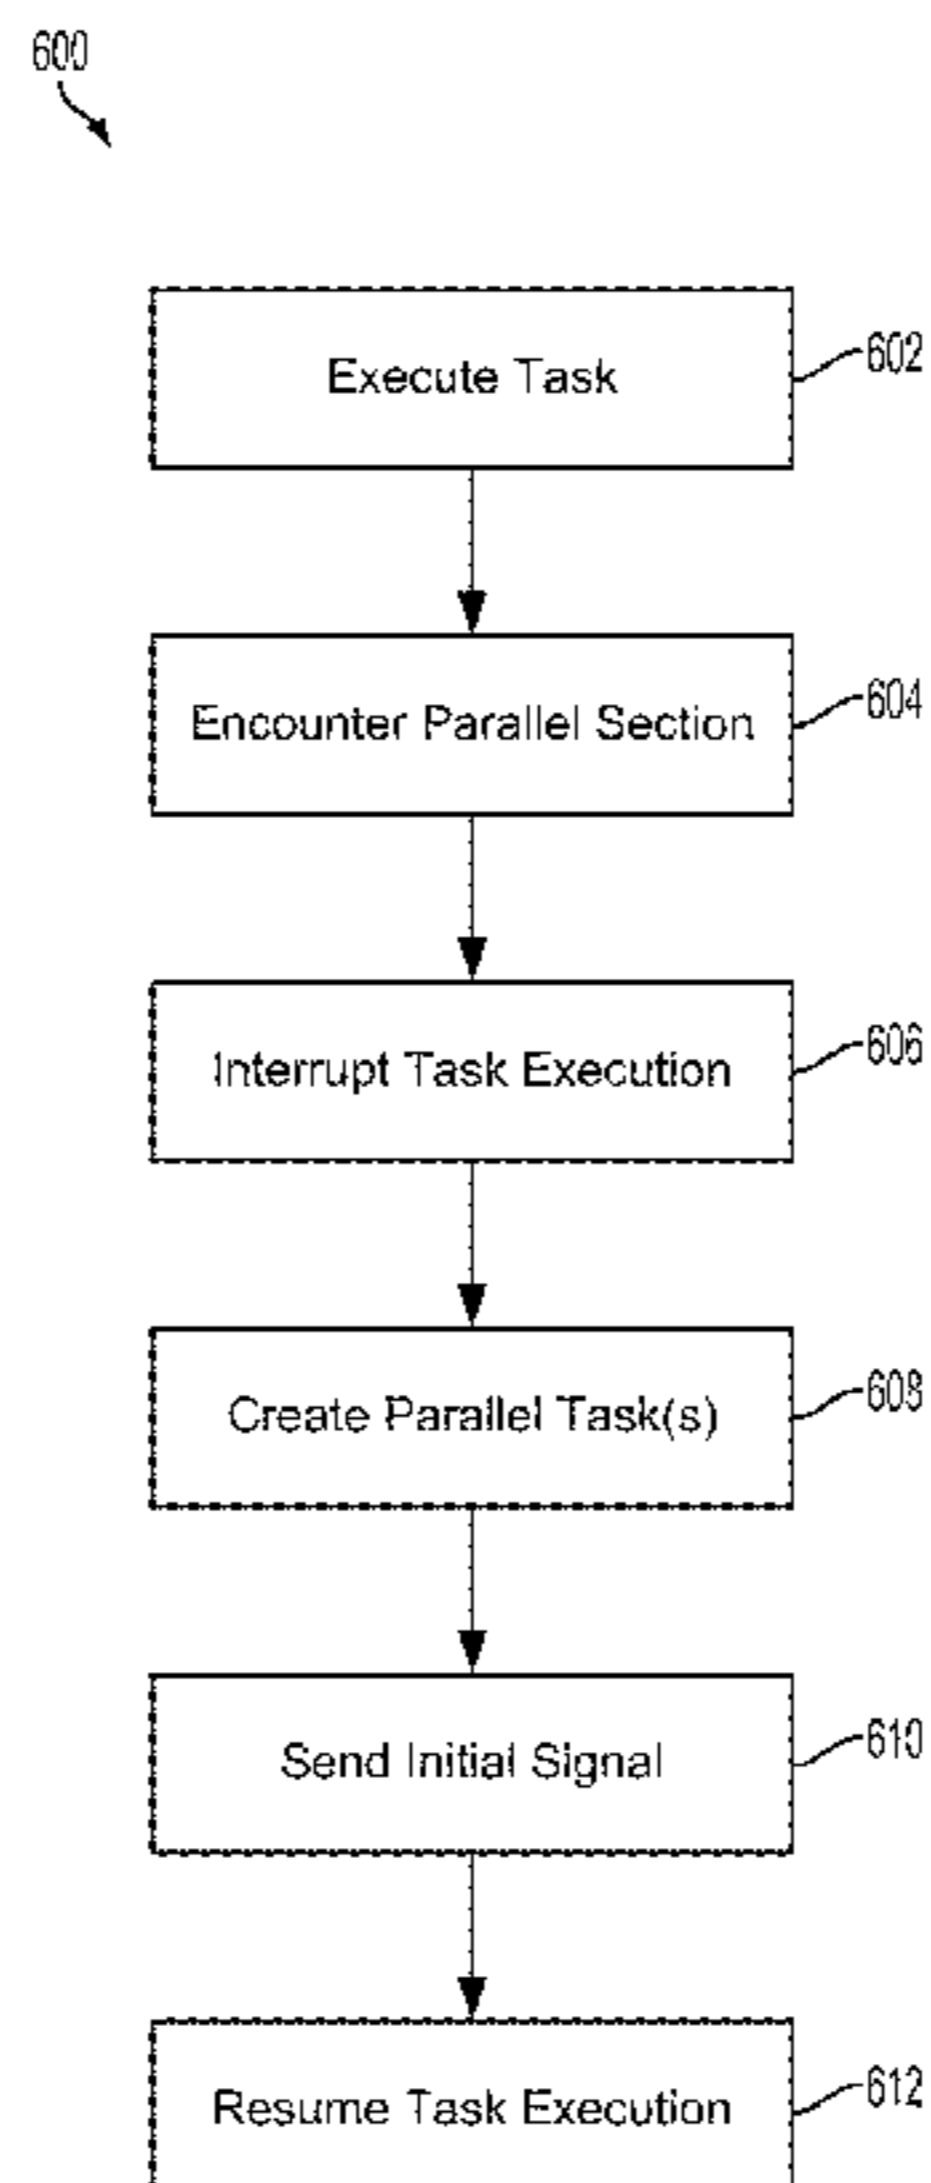 600
Execute Task
602
Encounter Parallel Section
604
Interrupt Task Execution
606
Create Parallel Task(s)
608
Send Initial Signal
610
Resume Task Execution
612